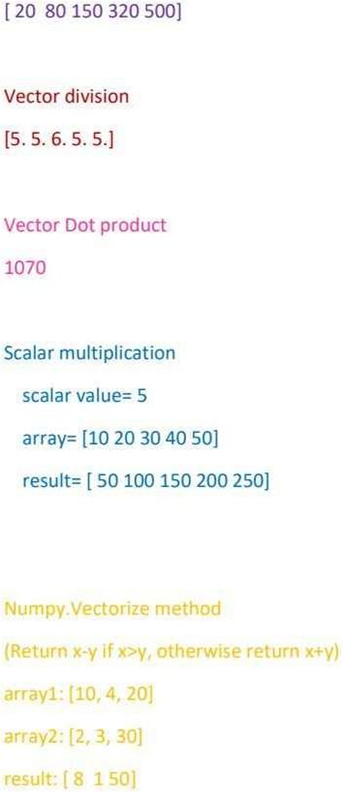 [ 20  80 150 320 500]
Vector division
[5. 5. 6. 5. 5.]
Vector Dot product
1070
Scalar multiplication
scalar value= 5
array= [10 20 30 40 50]
result= [ 50 100 150 200 250]
Numpy.Vectorize method
(Return x-y if x>y, otherwise return x+y)
array1: [10, 4, 20]
array2: [2, 3, 30]
result: [ 8  1 50]